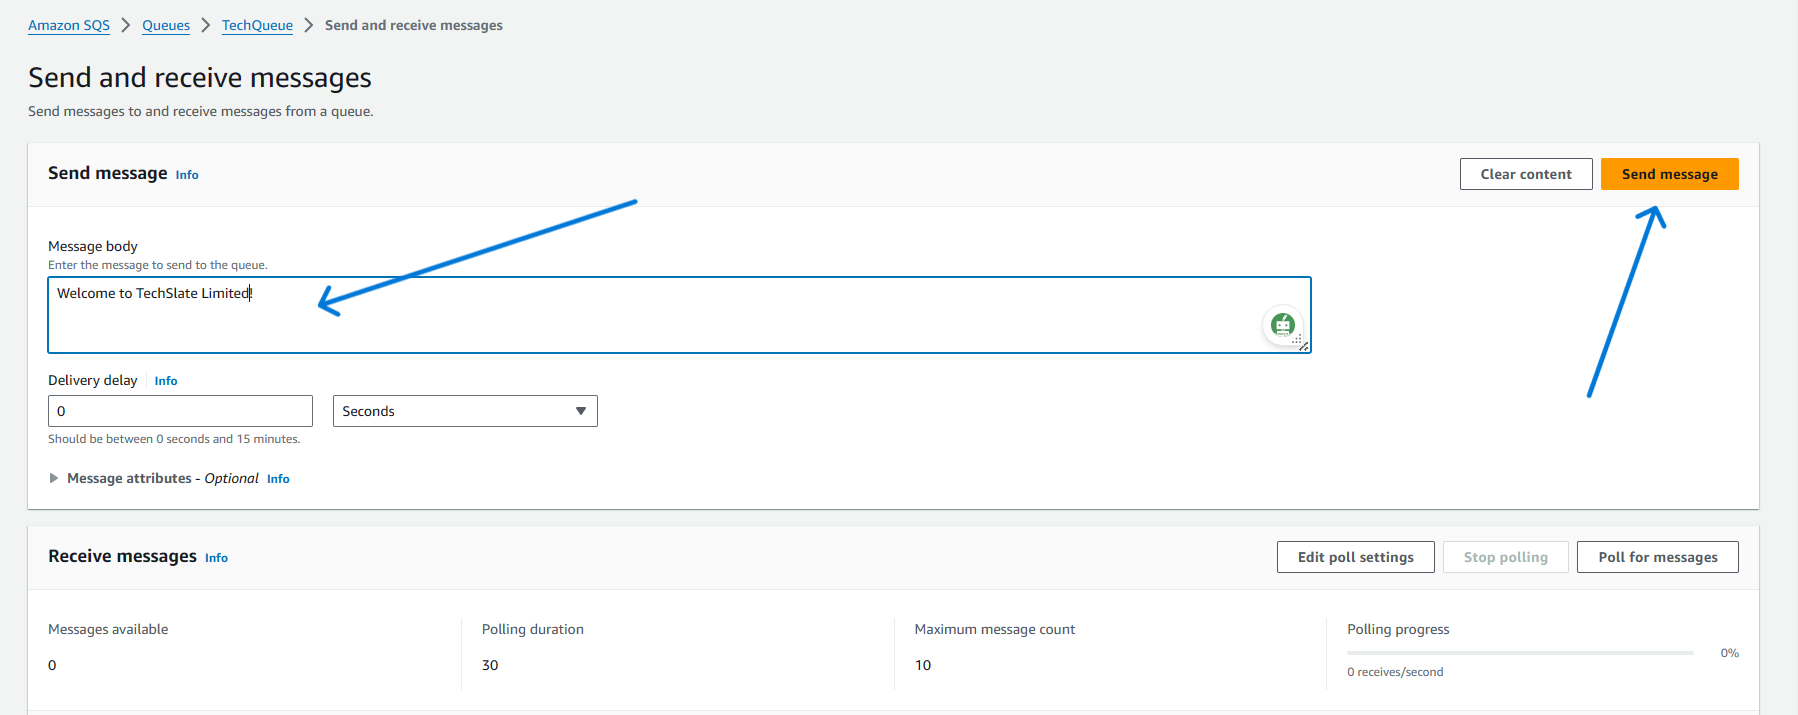 Amazon SQS > Queues > TechQueue > Send and receive messages
Send and receive messages
Send messages to and receive messages from a queue.
Send message Info
Clear content
Send message
Message body
Enter the message to send to the queue.
Welcome to TechSlate Limited!
Delivery delay Info
0
Seconds
Should be between 0 seconds and 15 minutes.
Message attributes - Optional Info
Receive messages Info
Edit poll settings
Stop polling
Poll for messages
Messages available
0
Polling duration
30
Maximum message count
10
Polling progress
0%
0 receives/second